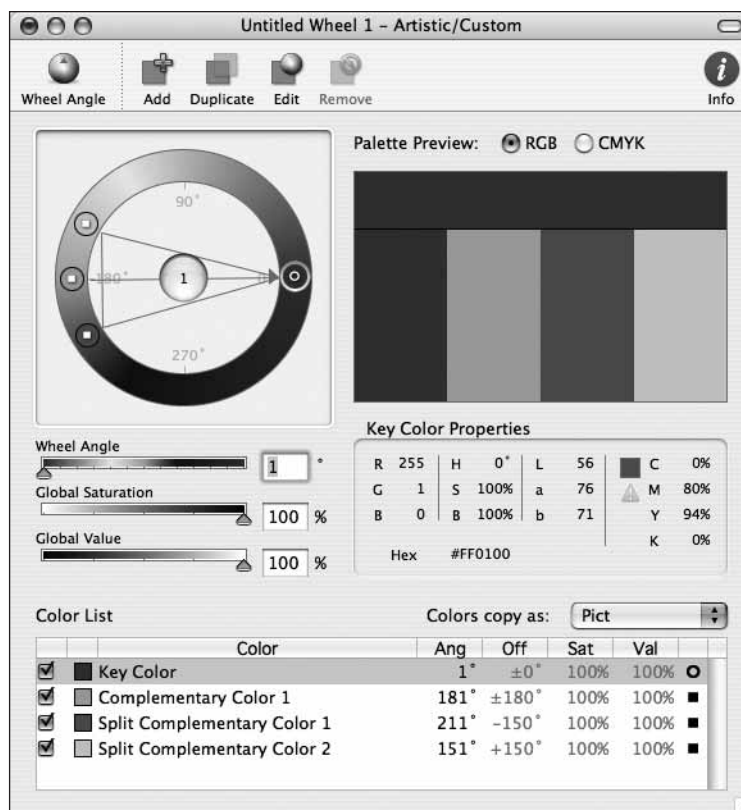 Untitled Wheel 1 – Artistic/Custom
Wheel Angle Add Duplicate Edit Remove Info
Palette Preview: RGB CMYK
90°
180° 1 0°
270°
Key Color Properties
Wheel Angle
1 °
Global Saturation
100 %
Global Value
100 %
R 255 H 0° L 56 C 0%
G 1 S 100% a 76 M 80%
B 0 B 100% b 71 Y 94%
K 0%
Hex #FF0100
Color List Colors copy as: Pict
Color Ang Off Sat Val
Key Color 1° ±0° 100% 100%
Complementary Color 1 181° ±180° 100% 100%
Split Complementary Color 1 211° -150° 100% 100%
Split Complementary Color 2 151° +150° 100% 100%